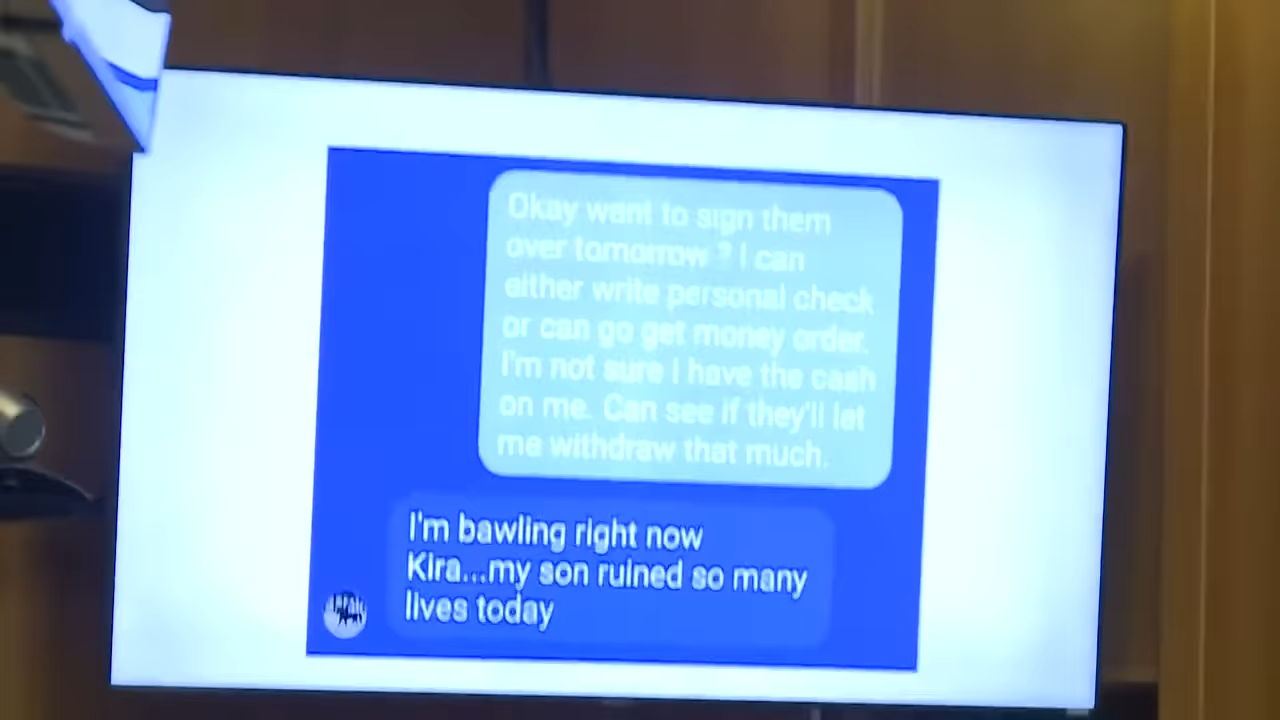 Okay want to sign them
over tomorrow ? I can
either write personal check
or can go get money order.
I'm not sure I have the cash
on me. Can see if they'll let
me withdraw that much.
I'm bawling right now
Kira...my son ruined so many
lives today